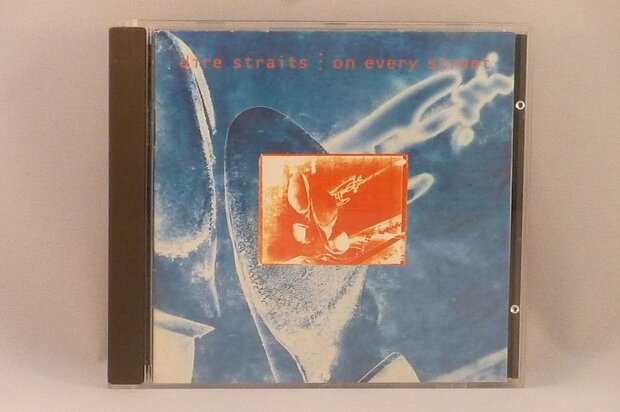 dire straits : on every street